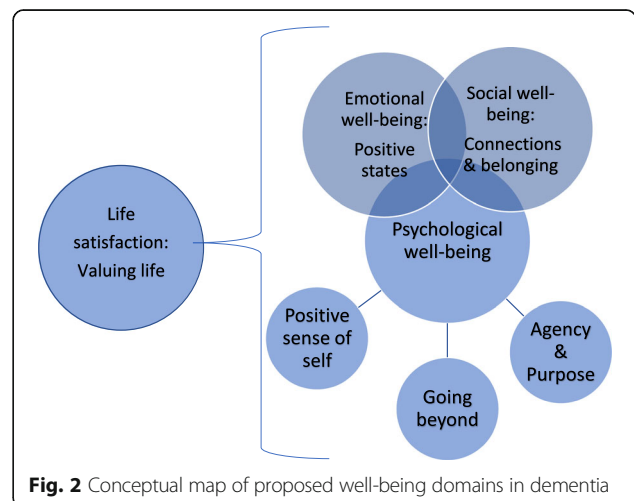 Life
satisfaction:
Valuing life
Emotional
well-being:
Positive
states
Social well-
being:
Connections
& belonging
Psychological
well-being
Positive
sense of
self
Going
beyond
Agency
&
Purpose
Fig. 2 Conceptual map of proposed well-being domains in dementia